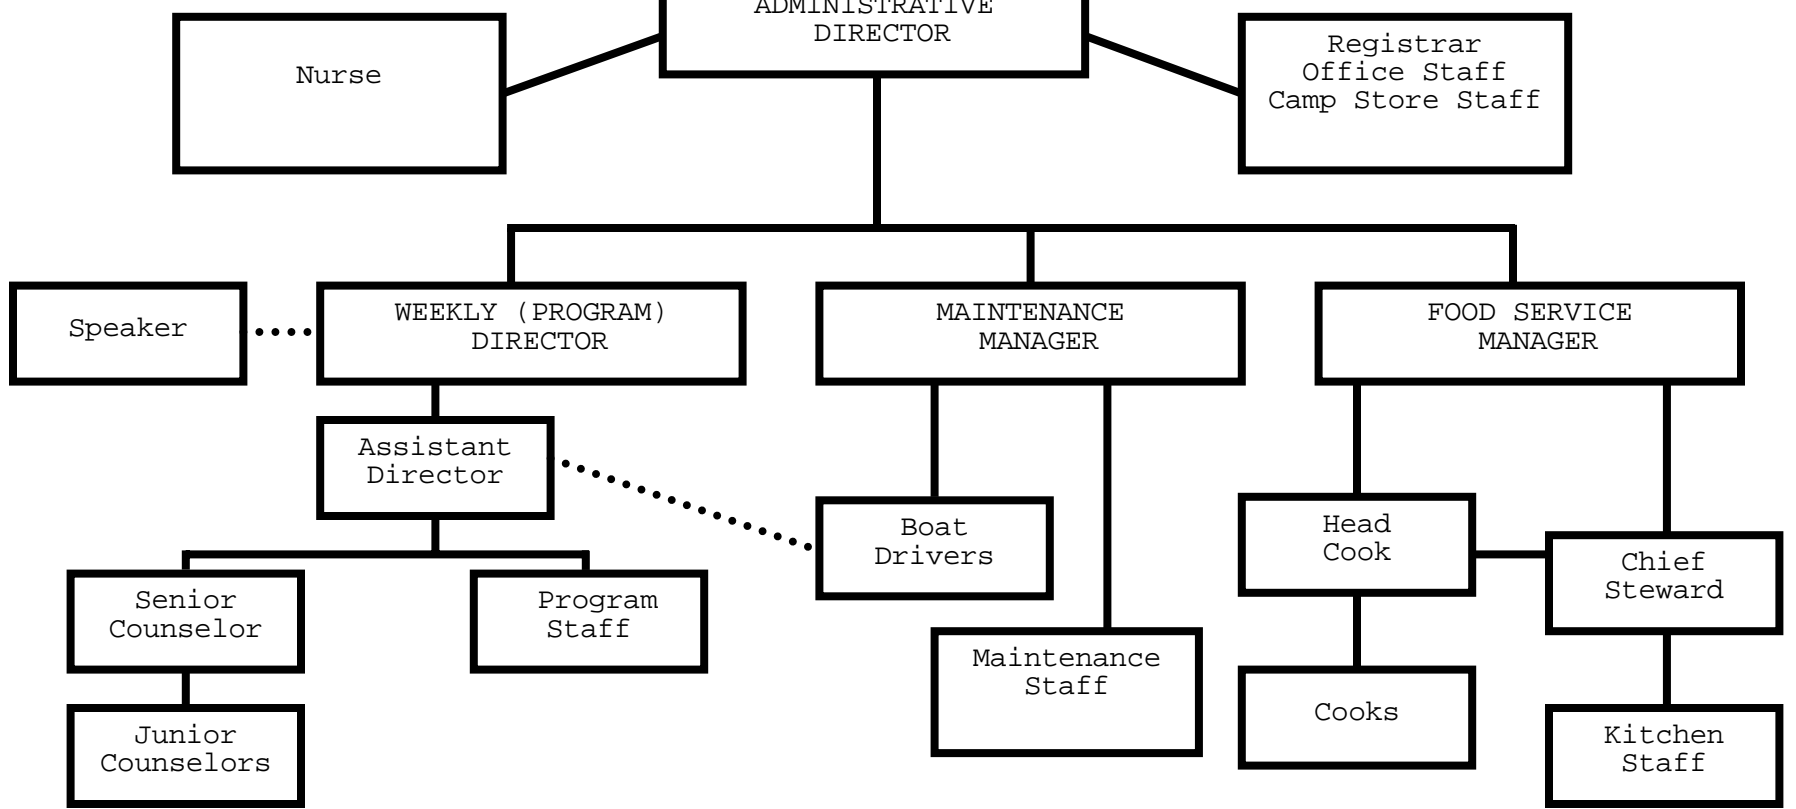 ADMINISTRATIVE
DIRECTOR
Nurse
Registrar
Office Staff
Camp Store Staff
Speaker
WEEKLY (PROGRAM)
DIRECTOR
MAINTENANCE
MANAGER
FOOD SERVICE
MANAGER
Assistant
Director
Boat
Drivers
Head
Cook
Chief
Steward
Senior
Counselor
Program
Staff
Maintenance
Staff
Cooks
Junior
Counselors
Kitchen
Staff